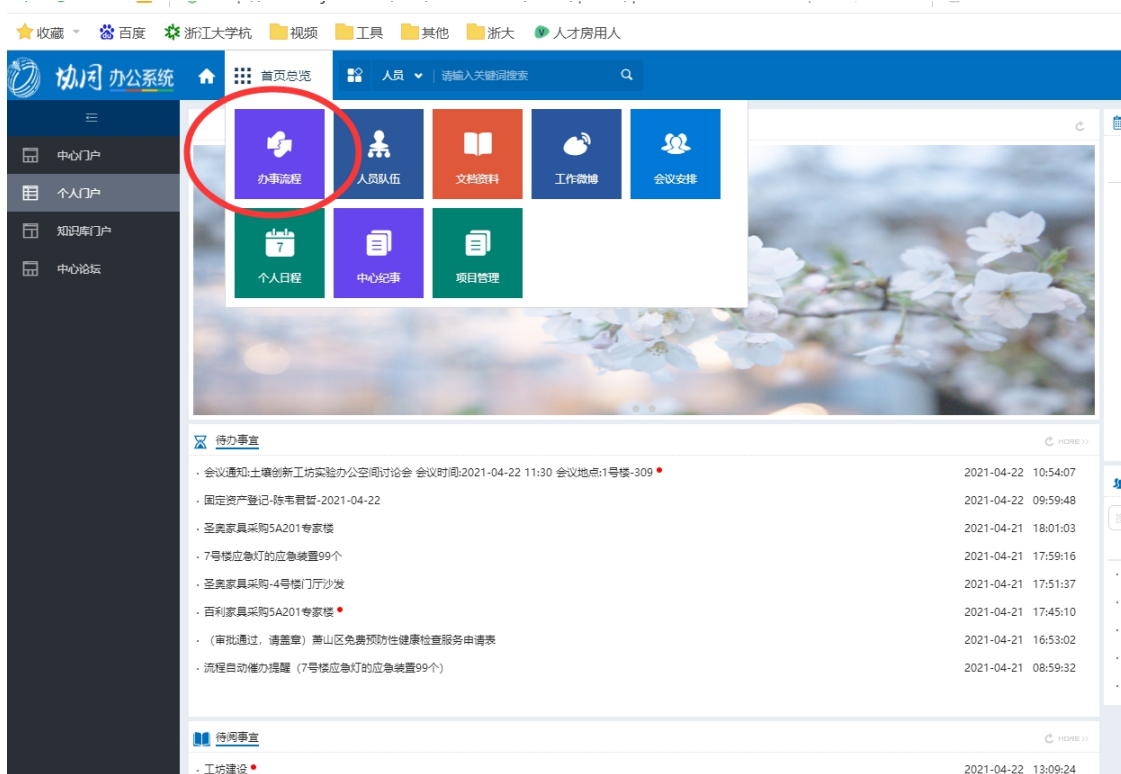 收藏 百度 浙江大学杭 视频 工具 其他 浙大 人才房用人
协同 办公系统 首页总览 人员 请输入关键词搜索
中心门户
个人门户
知识库门户
中心论坛
办事流程 人员队伍 文档资料 工作微博 会议安排
7
个人日程 中心纪事 项目管理
待办事宜 MORE >>
· 会议通知:土壤创新工坊实验办公空间讨论会 会议时间:2021-04-22 11:30 会议地点:1号楼-309 2021-04-22 10:54:07
· 固定资产登记-陈韦君皙-2021-04-22 2021-04-22 09:59:48
· 圣奥家具采购5A201专家楼 2021-04-21 18:01:03
· 7号楼应急灯的应急装置99个 2021-04-21 17:59:16
· 圣奥家具采购-4号楼门厅沙发 2021-04-21 17:51:37
· 百利家具采购5A201专家楼 2021-04-21 17:45:10
· （审批通过，请盖章）萧山区免费预防性健康检查服务申请表 2021-04-21 16:53:02
· 流程自动催办提醒（7号楼应急灯的应急装置99个） 2021-04-21 08:59:32
待阅事宜 MORE >>
· 工坊建设 2021-04-22 13:09:24